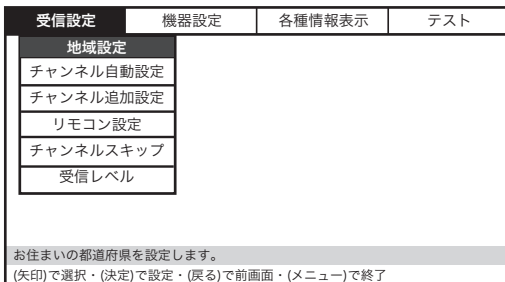 受信設定 機器設定 各種情報表示 テスト
地域設定
チャンネル自動設定
チャンネル追加設定
リモコン設定
チャンネルスキップ
受信レベル
お住まいの都道府県を設定します。
(矢印)で選択・(決定)で設定・(戻る)で前画面・(メニュー)で終了